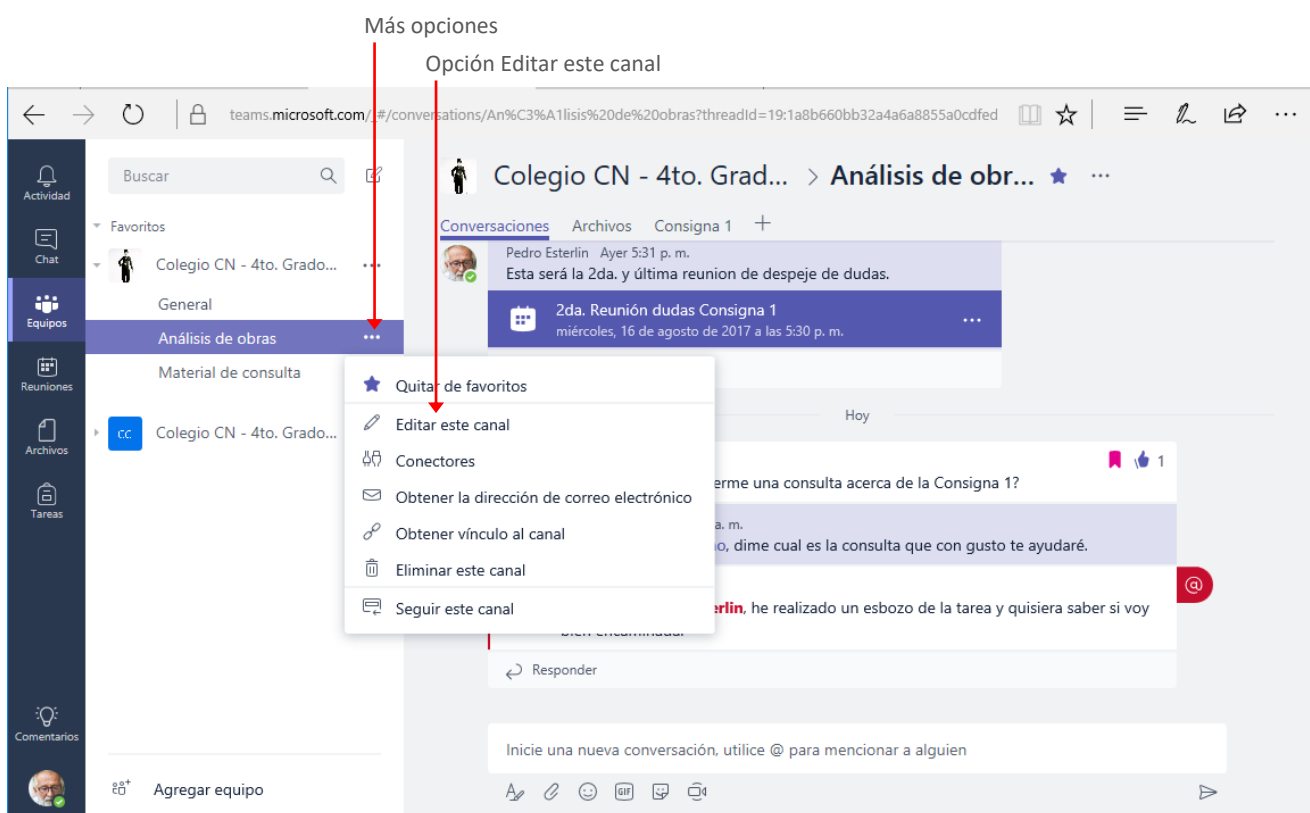 Más opciones
Opción Editar este canal
teams.microsoft.com/_#/conversations/An%C3%A1lisis%20de%20obras?threadId=19:1a8b660bb32a4a6a8855a0cdfed
Actividad
Chat
Equipos
Reuniones
Archivos
Tareas
Comentarios
Buscar
Favoritos
Colegio CN - 4to. Grado...
General
Análisis de obras
Material de consulta
CC Colegio CN - 4to. Grado...
Agregar equipo
Quitar de favoritos
Editar este canal
Conectores
Obtener la dirección de correo electrónico
Obtener vínculo al canal
Eliminar este canal
Seguir este canal
Colegio CN - 4to. Grad... > Análisis de obr...
Conversaciones Archivos Consigna 1
Pedro Esterlin Ayer 5:31 p. m.
Esta será la 2da. y última reunion de despeje de dudas.
2da. Reunión dudas Consigna 1
miércoles, 16 de agosto de 2017 a las 5:30 p. m.
Hoy
1
erme una consulta acerca de la Consigna 1?
a. m.
, dime cual es la consulta que con gusto te ayudaré.
@
erlin, he realizado un esbozo de la tarea y quisiera saber si voy
bien encaminada.
Responder
Inicie una nueva conversación, utilice @ para mencionar a alguien
GIF